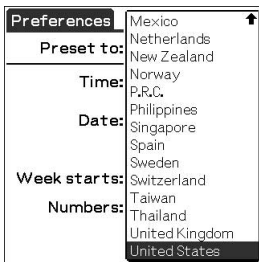 Preferences
Preset to:
Time:
Date:
Week starts:
Numbers:
Mexico
Netherlands
New Zealand
Norway
P.R.C.
Philippines
Singapore
Spain
Sweden
Switzerland
Taiwan
Thailand
United Kingdom
United States